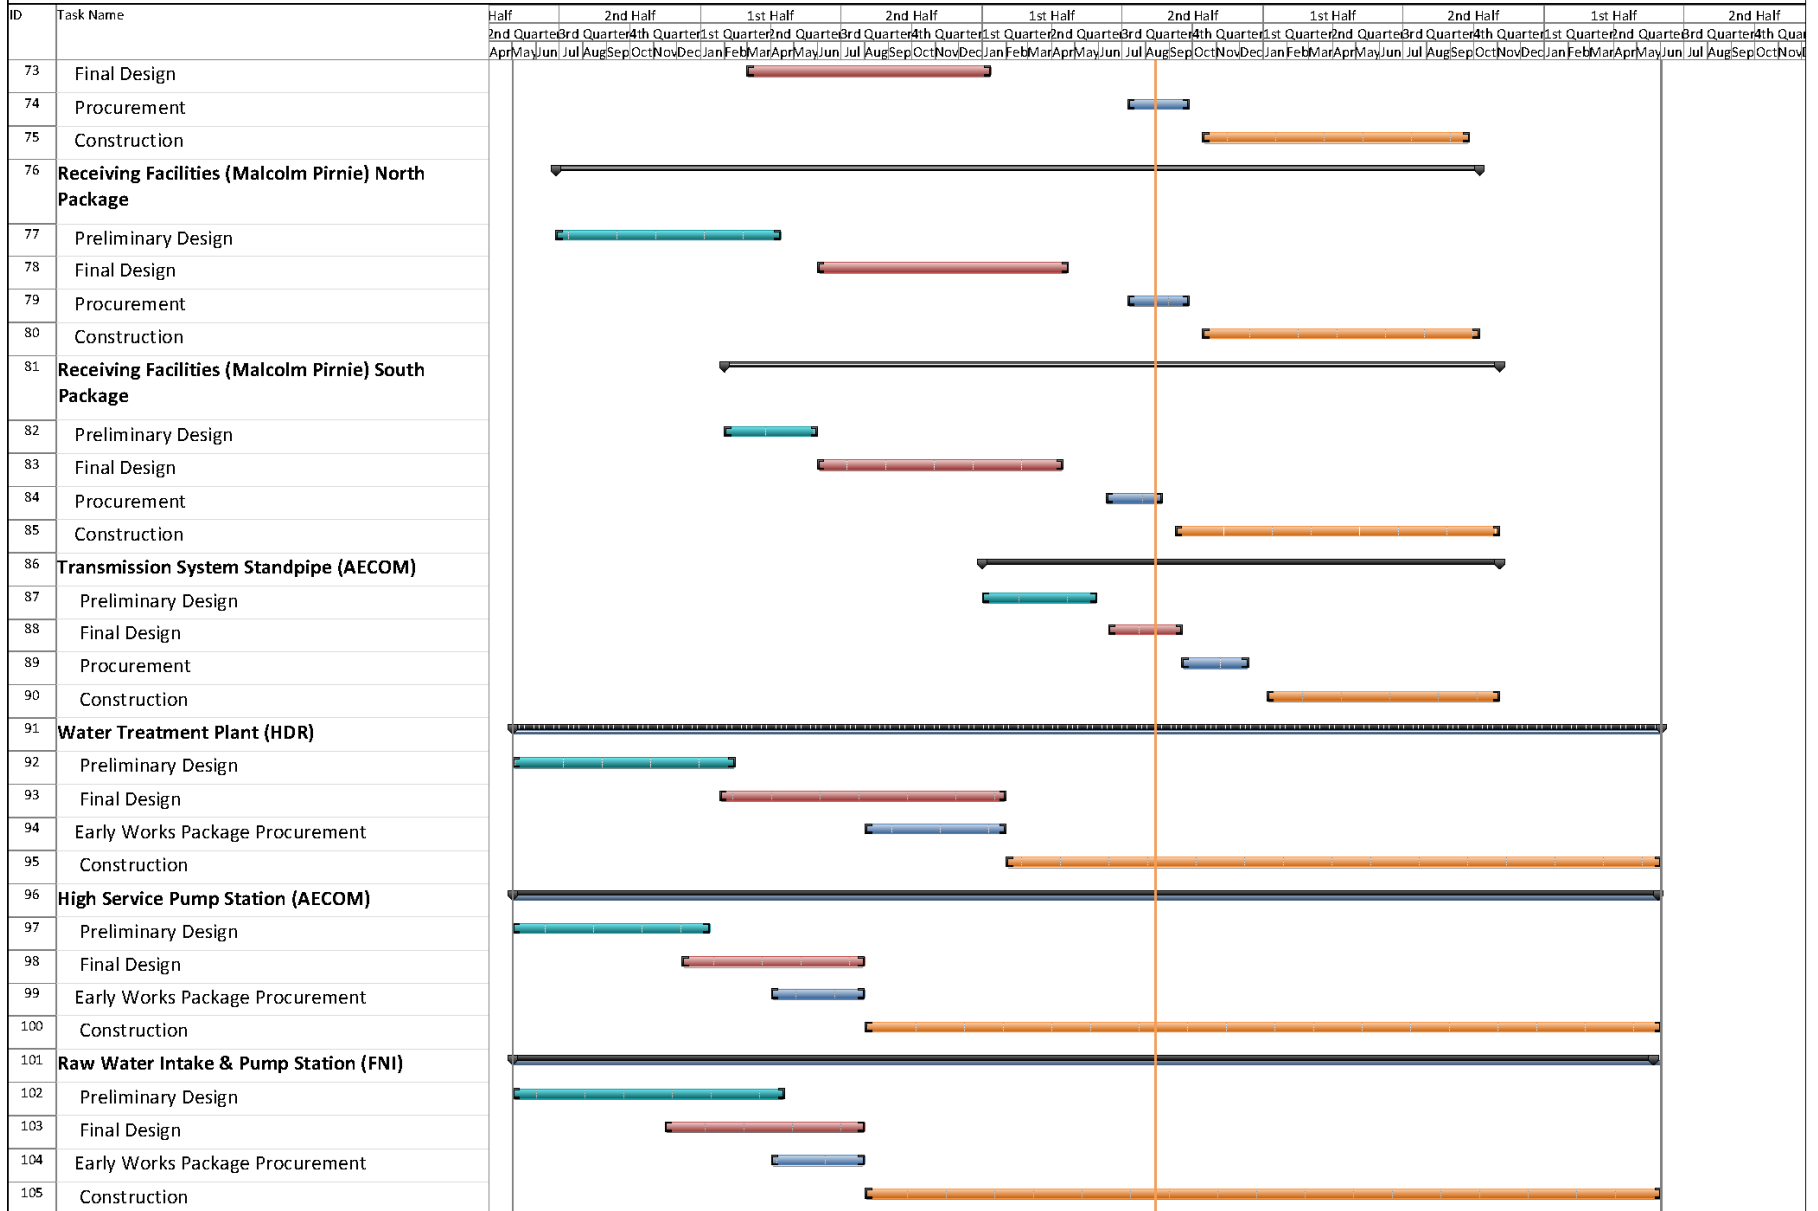 ID Task Name Half 2nd Half 1st Half 2nd Half 1st Half 2nd Half 1st Half 2nd Half 1st Half 2nd Half
2nd Quarter 3rd Quarter 4th Quarter 1st Quarter 2nd Quarter 3rd Quarter 4th Quarter 1st Quarter 2nd Quarter 3rd Quarter 4th Quarter 1st Quarter 2nd Quarter 3rd Quarter 4th Quarter 1st Quarter 2nd Quarter 3rd Quarter 4th Quar
Apr May Jun Jul Aug Sep Oct Nov Dec Jan Feb Mar Apr May Jun Jul Aug Sep Oct Nov Dec Jan Feb Mar Apr May Jun Jul Aug Sep Oct Nov Dec Jan Feb Mar Apr May Jun Jul Aug Sep Oct Nov Dec Jan Feb Mar Apr May Jun Jul Aug Sep Oct Nov
73 Final Design
74 Procurement
75 Construction
76 Receiving Facilities (Malcolm Pirnie) North
Package
77 Preliminary Design
78 Final Design
79 Procurement
80 Construction
81 Receiving Facilities (Malcolm Pirnie) South
Package
82 Preliminary Design
83 Final Design
84 Procurement
85 Construction
86 Transmission System Standpipe (AECOM)
87 Preliminary Design
88 Final Design
89 Procurement
90 Construction
91 Water Treatment Plant (HDR)
92 Preliminary Design
93 Final Design
94 Early Works Package Procurement
95 Construction
96 High Service Pump Station (AECOM)
97 Preliminary Design
98 Final Design
99 Early Works Package Procurement
100 Construction
101 Raw Water Intake & Pump Station (FNI)
102 Preliminary Design
103 Final Design
104 Early Works Package Procurement
105 Construction